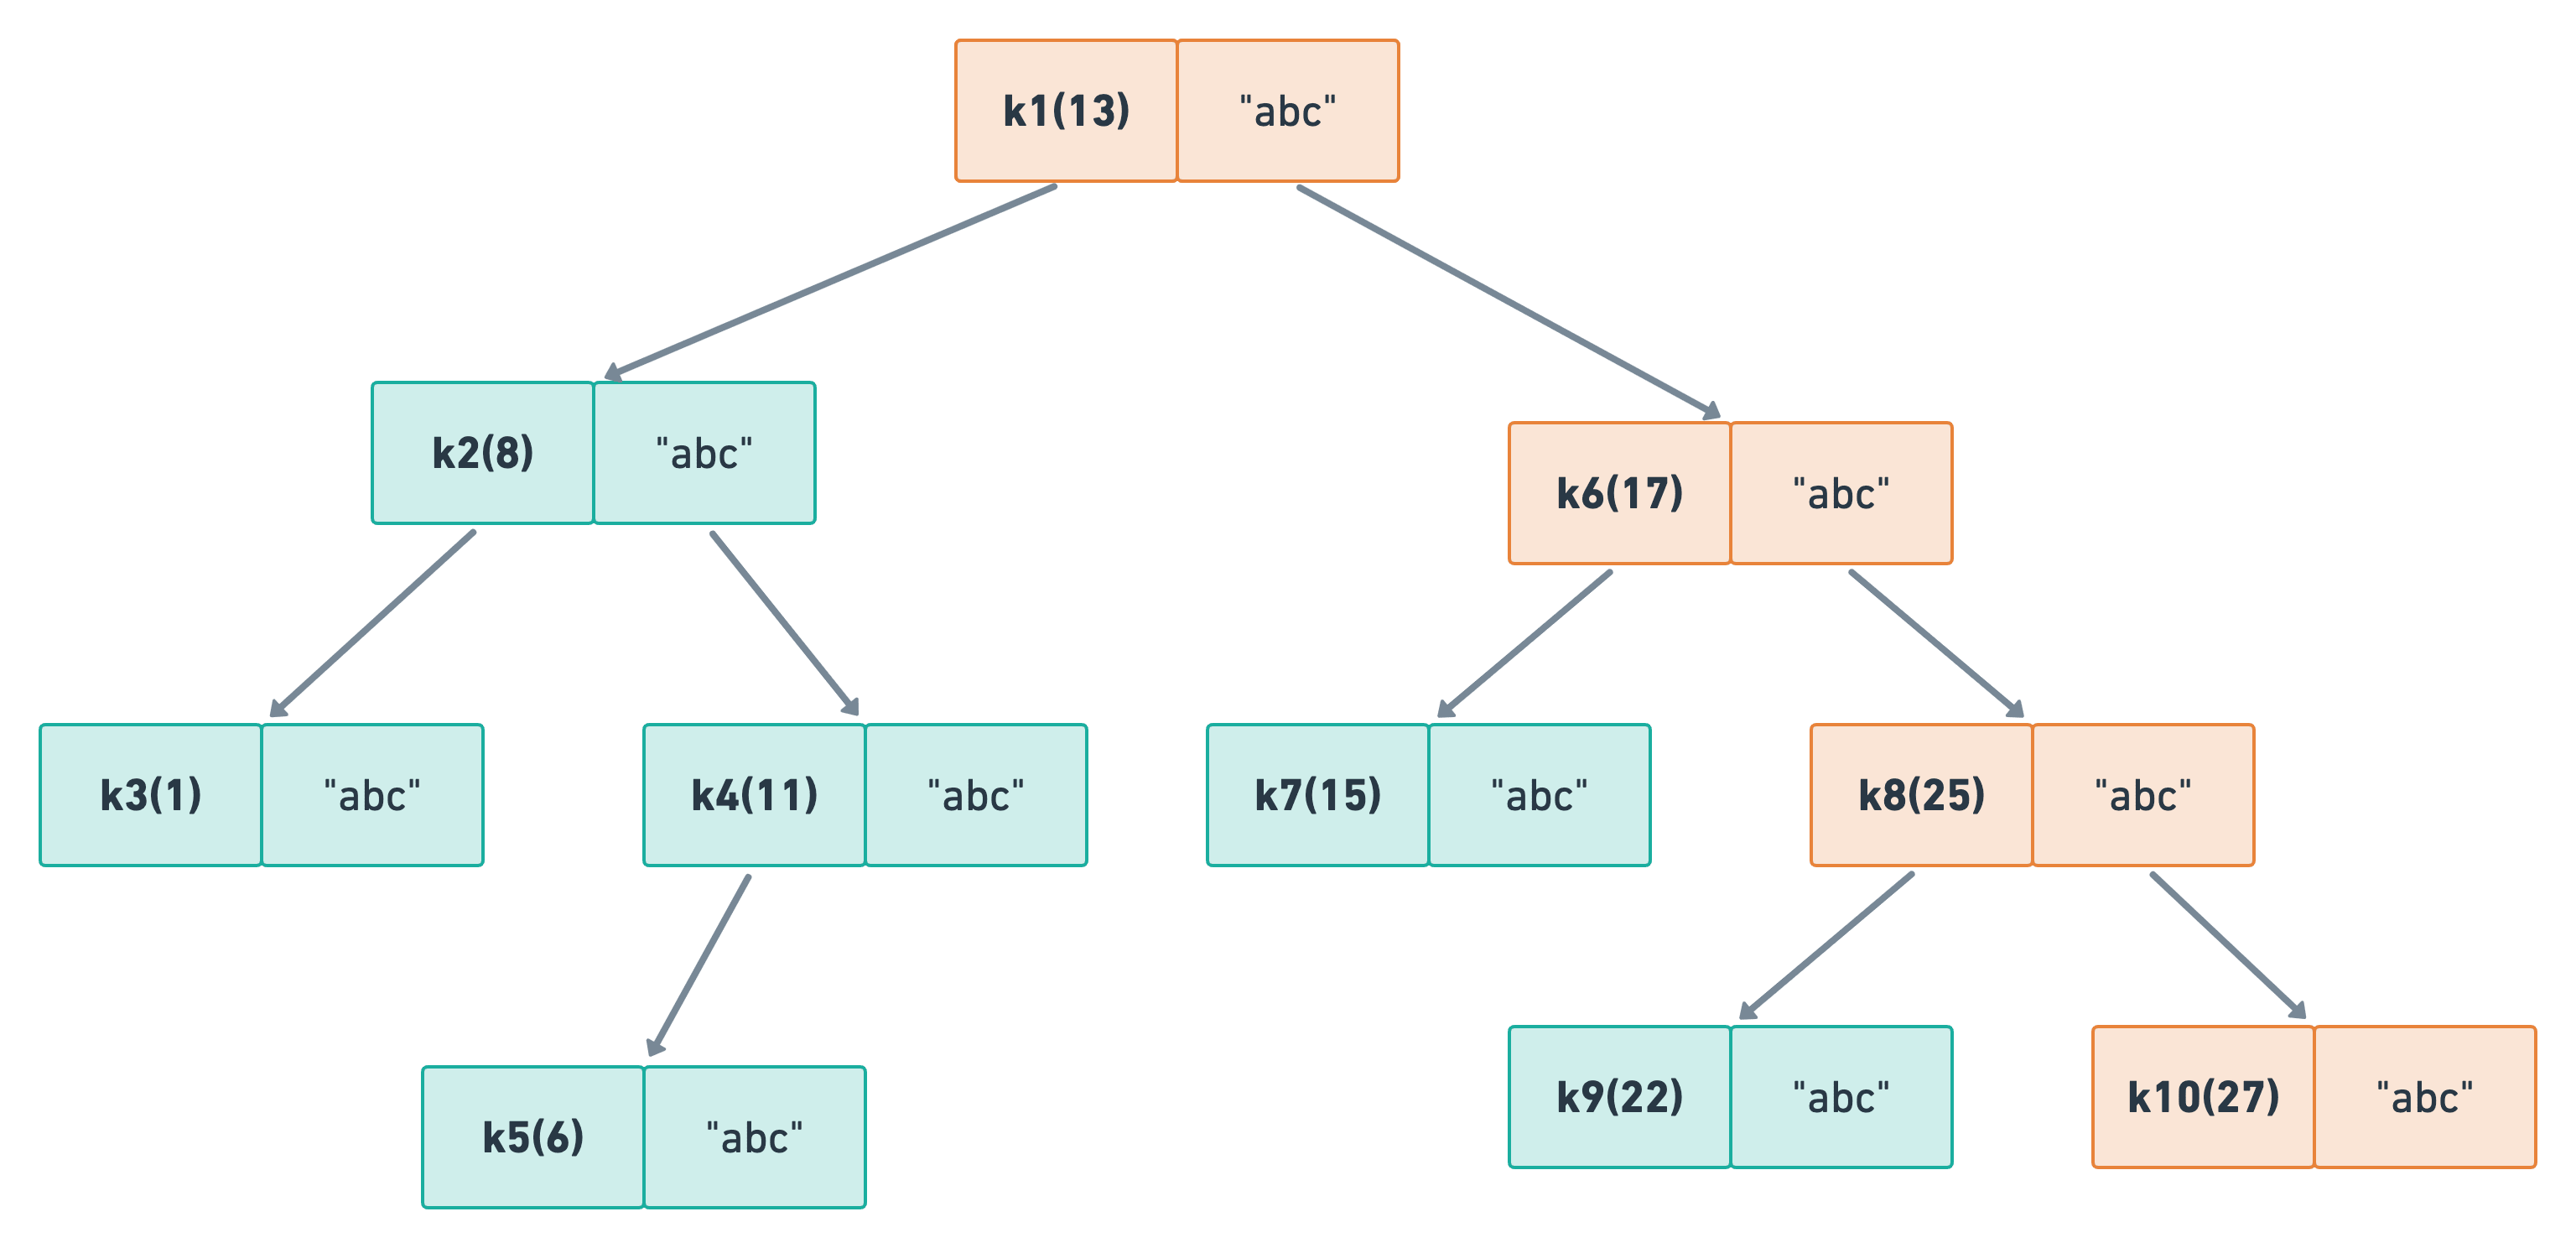 k1(13) "abc"
k2(8) "abc"
k6(17) "abc"
k3(1) "abc"
k4(11) "abc"
k7(15) "abc"
k8(25) "abc"
k5(6) "abc"
k9(22) "abc"
k10(27) "abc"